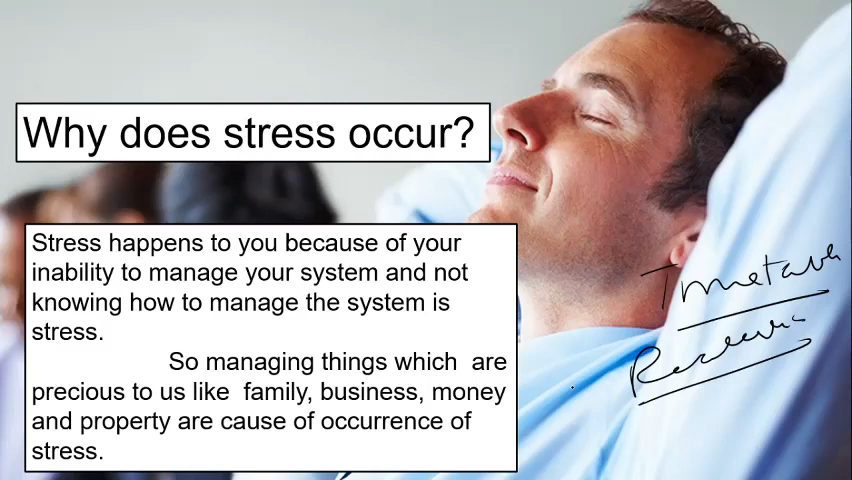 Why does stress occur?
Stress happens to you because of your
inability to manage your system and not
knowing how to manage the system is
stress.
So managing things which are
precious to us like family, business, money
and property are cause of occurrence of
stress.